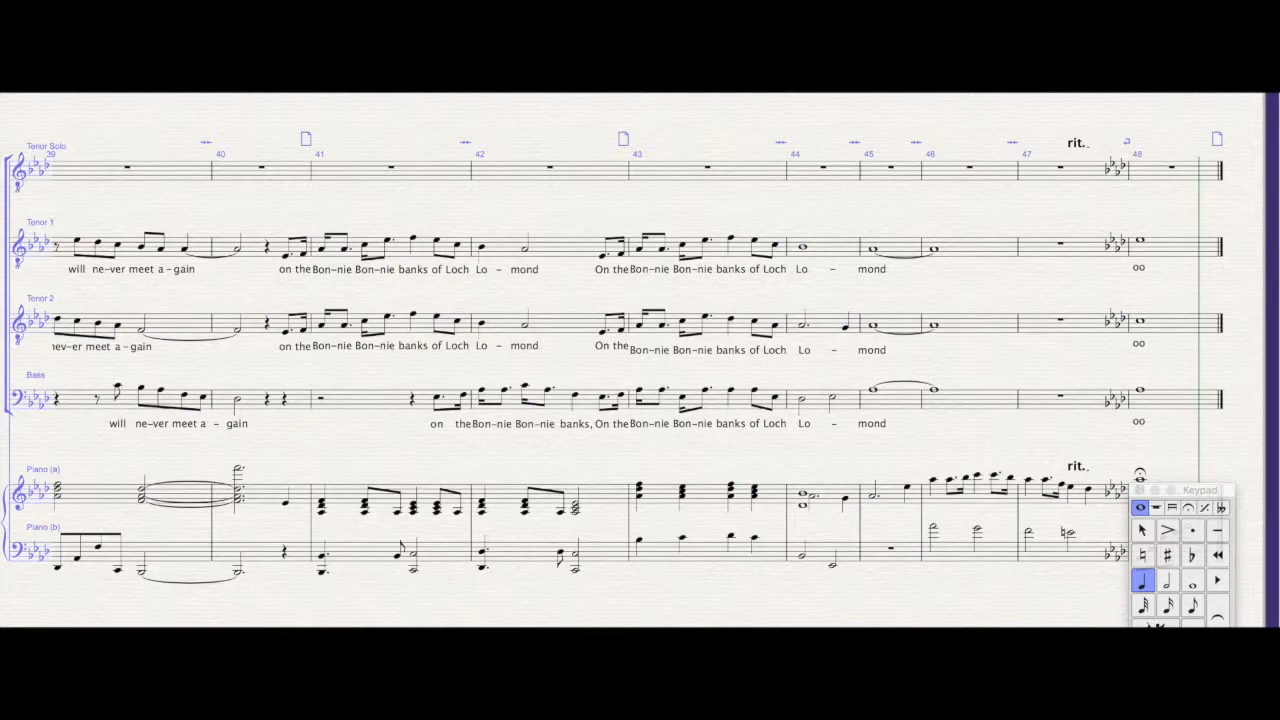 rit.
Tenor Solo
39 40 41 42 43 44 45 46 47 48
Tenor 1
will ne-ver meet a-gain on the Bon-nie Bon-nie banks of Loch Lo - mond On the Bon-nie Bon-nie banks of Loch Lo - mond oo
Tenor 2
nev-er meet a-gain on the Bon-nie Bon-nie banks of Loch Lo - mond On the Bon-nie Bon-nie banks of Loch Lo - mond oo
Bass
will ne-ver meet a - gain on the Bon-nie Bon-nie banks, On the Bon-nie Bon-nie banks of Loch Lo - mond oo
rit.
Piano (a)
Keypad
Piano (b)